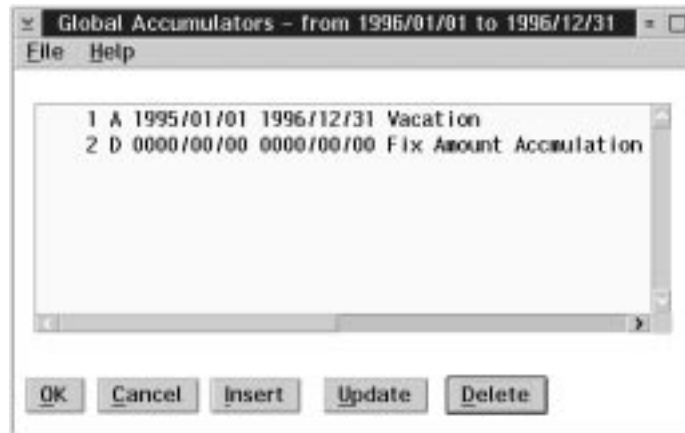 Global Accumulators - from 1996/01/01 to 1996/12/31
File Help
1 A 1995/01/01 1996/12/31 Vacation
2 D 0000/00/00 0000/00/00 Fix Amount Accmulation
OK Cancel Insert Update Delete